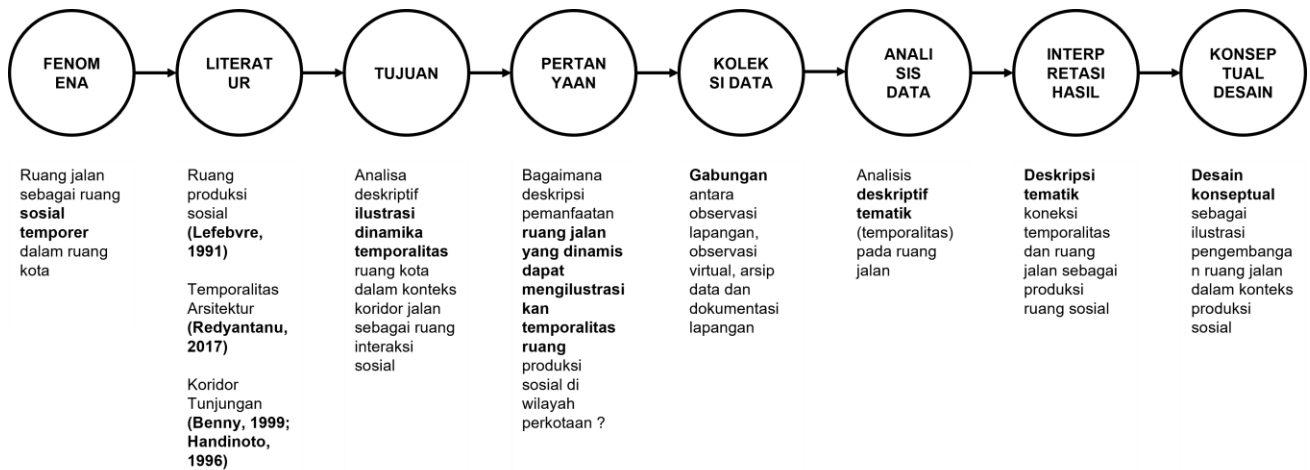 FENOM
ENA
LITERAT
UR
TUJUAN
PERTAN
YAAN
KOLEK
SI DATA
ANALI
SIS
DATA
INTERP
RETASI
HASIL
KONSEP
TUAL
DESAIN
Ruang jalan
sebagai ruang
sosial
temporer
dalam ruang
kota
Ruang
produksi
sosial
(Lefebvre,
1991)
Temporalitas
Arsitektur
(Redyantanu,
2017)
Koridor
Tunjungan
(Benny, 1999;
Handinoto,
1996)
Analisa
deskriptif
ilustrasi
dinamika
temporalitas
ruang kota
dalam konteks
koridor jalan
sebagai ruang
interaksi
sosial
Bagaimana
deskripsi
pemanfaatan
ruang jalan
yang dinamis
dapat
mengilustrasi
kan
temporalitas
ruang
produksi
sosial di
wilayah
perkotaan ?
Gabungan
antara
observasi
lapangan,
observasi
virtual, arsip
data dan
dokumentasi
lapangan
Analisis
deskriptif
tematik
(temporalitas)
pada ruang
jalan
Deskripsi
tematik
koneksi
temporalitas
dan ruang
jalan sebagai
produksi
ruang sosial
Desain
konseptual
sebagai
ilustrasi
pengembanga
n ruang jalan
dalam konteks
produksi
sosial